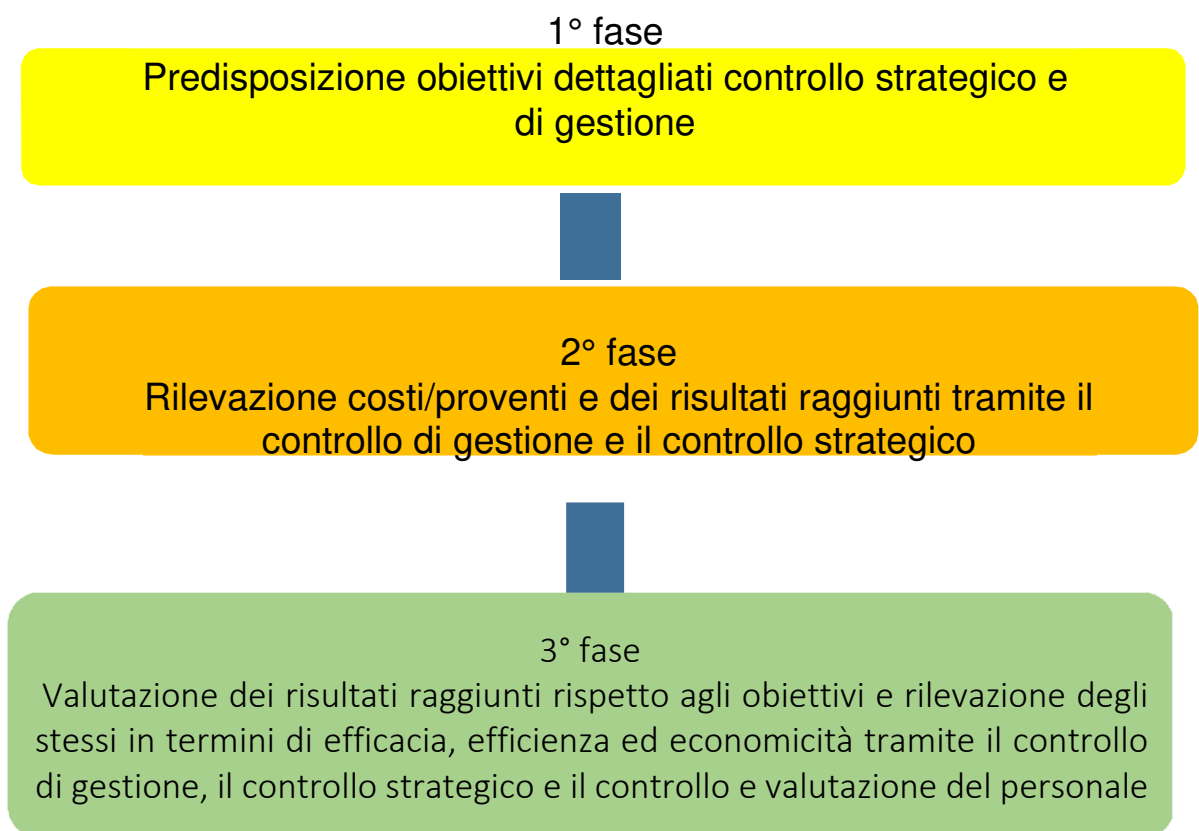 1° fase
Predisposizione obiettivi dettagliati controllo strategico e
di gestione
2° fase
Rilevazione costi/proventi e dei risultati raggiunti tramite il
controllo di gestione e il controllo strategico
3° fase
Valutazione dei risultati raggiunti rispetto agli obiettivi e rilevazione degli
stessi in termini di efficacia, efficienza ed economicità tramite il controllo
di gestione, il controllo strategico e il controllo e valutazione del personale